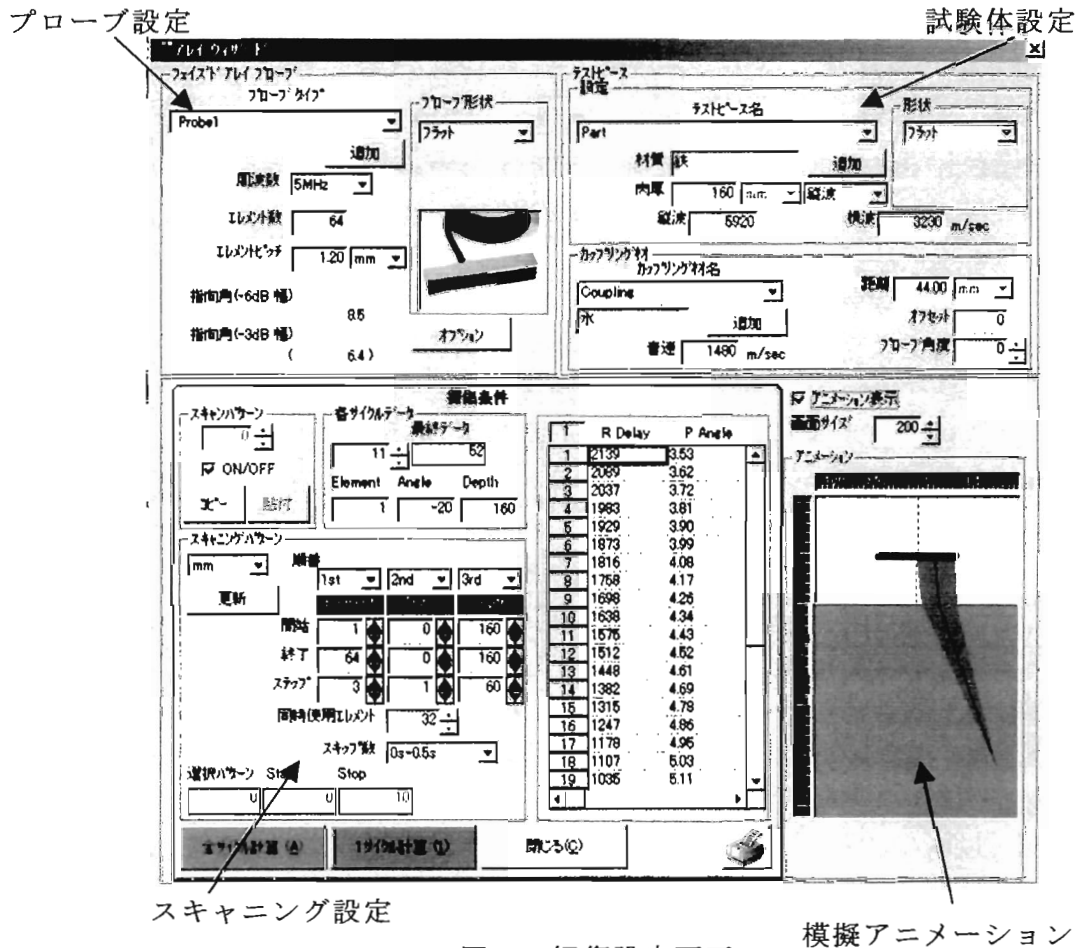 プローブ設定
試験体設定
アレイ ウィザード
フェイズド アレイ プローブ
プローブ タイプ
Probe1
追加
周波数 5MHz
エレメント数 64
エレメントピッチ 1.20 mm
指向角(-6dB 幅)
8.5
指向角(-3dB 幅)
( 6.4 )
プローブ形状
フラット
オプション
テストピース
設定
テストピース名
Part
材質 鉄 追加
肉厚 160 mm 縦波
縦波 5920 横波 3230 m/sec
形状
フラット
カップリング材
カップリング材名
Coupling
水 追加
音速 1480 m/sec
距離 44.00 mm
オフセット 0
プローブ角度 0
スキャンパターン
0
ON/OFF
コピー 貼付
各サイクルデータ
最終データ
11 52
Element Angle Depth
1 -20 160
スキャニングパターン
mm 順番
1st 2nd 3rd
更新
開始 1 0 160
終了 64 0 160
ステップ 3 1 60
同時使用エレメント 32
スキップ数 0s-0.5s
選択パターン Stop
0 0 10
1 R Delay P Angle
1 2139 3.53
2 2089 3.62
3 2037 3.72
4 1983 3.81
5 1929 3.90
6 1873 3.99
7 1816 4.08
8 1758 4.17
9 1698 4.25
10 1638 4.34
11 1575 4.43
12 1512 4.52
13 1448 4.61
14 1382 4.69
15 1315 4.78
16 1247 4.86
17 1178 4.95
18 1107 5.03
19 1035 5.11
アニメーション表示
画面サイズ 200
アニメーション
全サイクル計算(A)
1サイクル計算(1)
閉じる(C)
スキャニング設定
模擬アニメーション